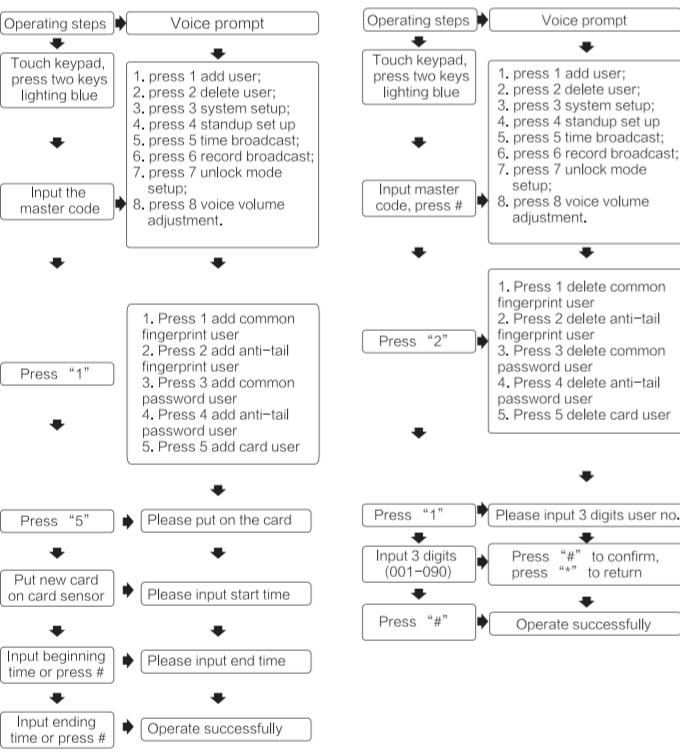 Operating steps
Voice prompt
Touch keypad,
press two keys
lighting blue
1. press 1 add user;
2. press 2 delete user;
3. press 3 system setup;
4. press 4 standup set up
5. press 5 time broadcast;
6. press 6 record broadcast;
7. press 7 unlock mode
setup;
8. press 8 voice volume
adjustment.
Input the
master code
Press "1"
1. Press 1 add common
fingerprint user
2. Press 2 add anti-tail
fingerprint user
3. Press 3 add common
password user
4. Press 4 add anti-tail
password user
5. Press 5 add card user
Press "5"
Please put on the card
Put new card
on card sensor
Please input start time
Input beginning
time or press #
Please input end time
Input ending
time or press #
Operate successfully
Operating steps
Voice prompt
Touch keypad,
press two keys
lighting blue
1. press 1 add user;
2. press 2 delete user;
3. press 3 system setup;
4. press 4 standup set up
5. press 5 time broadcast;
6. press 6 record broadcast;
7. press 7 unlock mode
setup;
8. press 8 voice volume
adjustment.
Input master
code, press #
Press "2"
1. Press 1 delete common
fingerprint user
2. Press 2 delete anti-tail
fingerprint user
3. Press 3 delete common
password user
4. Press 4 delete anti-tail
password user
5. Press 5 delete card user
Press "1"
Please input 3 digits user no.
Input 3 digits
(001-090)
Press "#" to confirm,
press "*" to return
Press "#"
Operate successfully